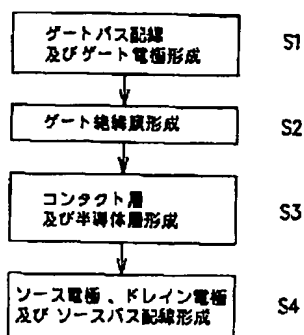 ゲートバス配線
及びゲート電極形成
S1
ゲート絶縁膜形成
S2
コンタクト層
及び半導体層形成
S3
ソース電極、ドレイン電極
及びソースバス配線形成
S4